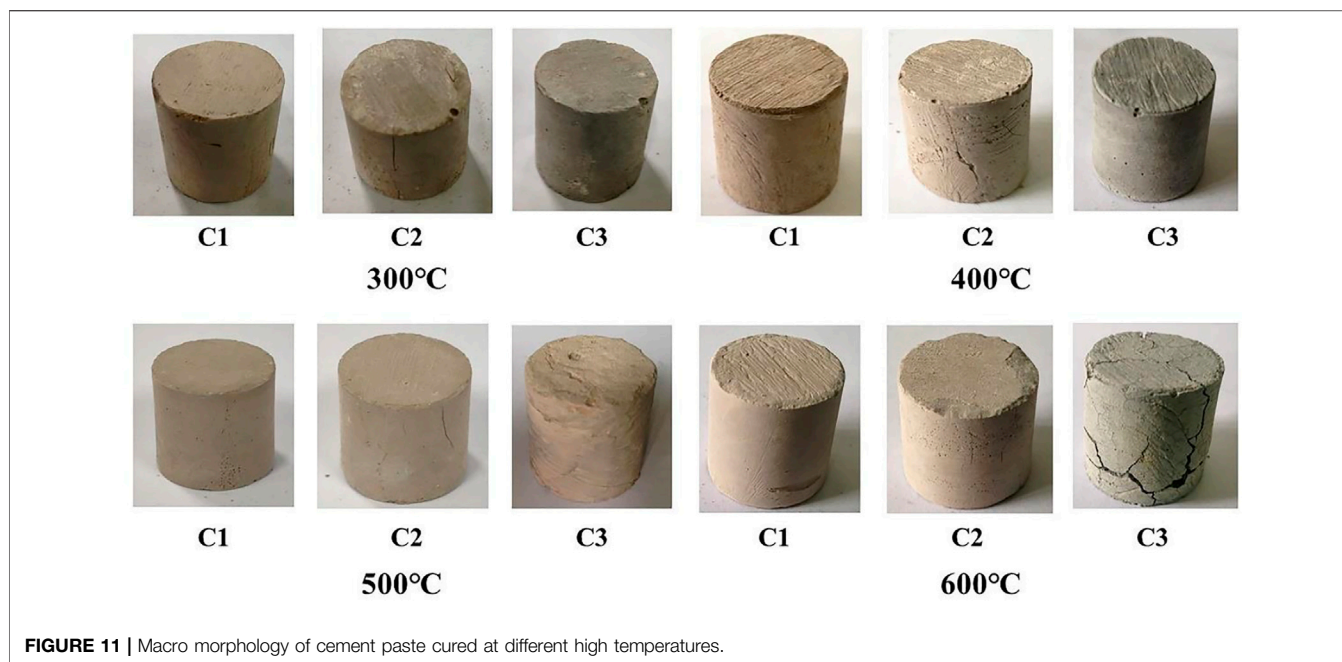 C1 C2 C3 C1 C2 C3
300°C 400°C
C1 C2 C3 C1 C2 C3
500°C 600°C
FIGURE 11 | Macro morphology of cement paste cured at different high temperatures.